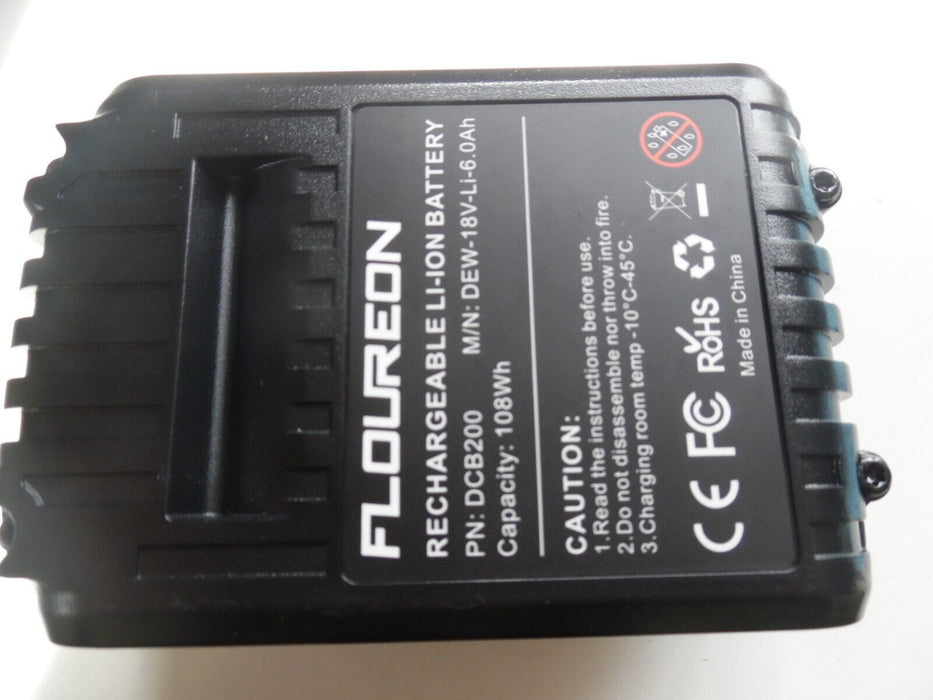 FLOUREON
RECHARGEABLE LI-ION BATTERY
PN: DCB200 M/N: DEW-18V-Li-6.0Ah
Capacity: 108Wh
CAUTION:
1.Read the instructions before use.
2.Do not disassemble nor throw into fire.
3.Charging room temp -10°C-45°C.
CE FC RoHS
Made in China